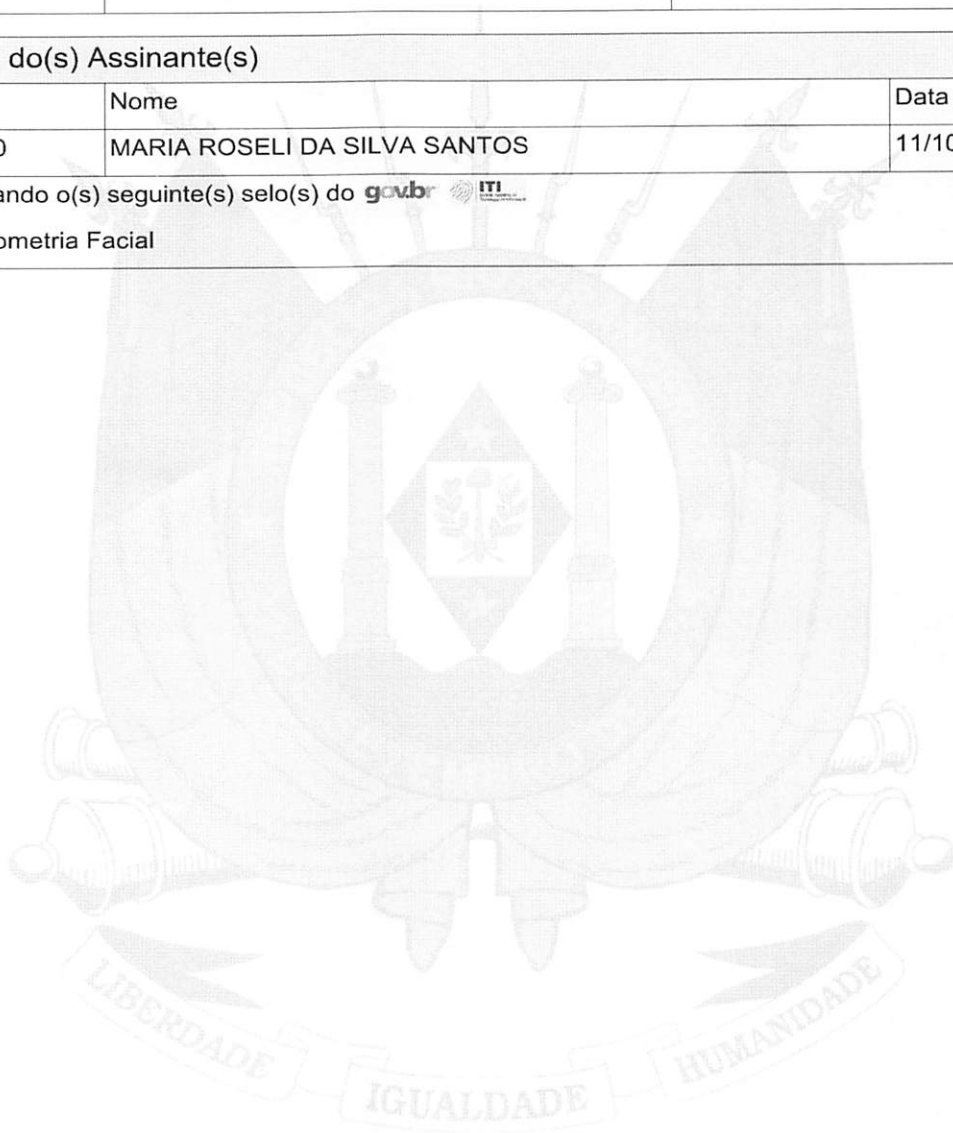 do(s) Assinante(s)
Nome Data
MARIA ROSELI DA SILVA SANTOS 11/10
ando o(s) seguinte(s) selo(s) do gov.br ITI
ometria Facial
LIBERDADE IGUALDADE HUMANIDADE